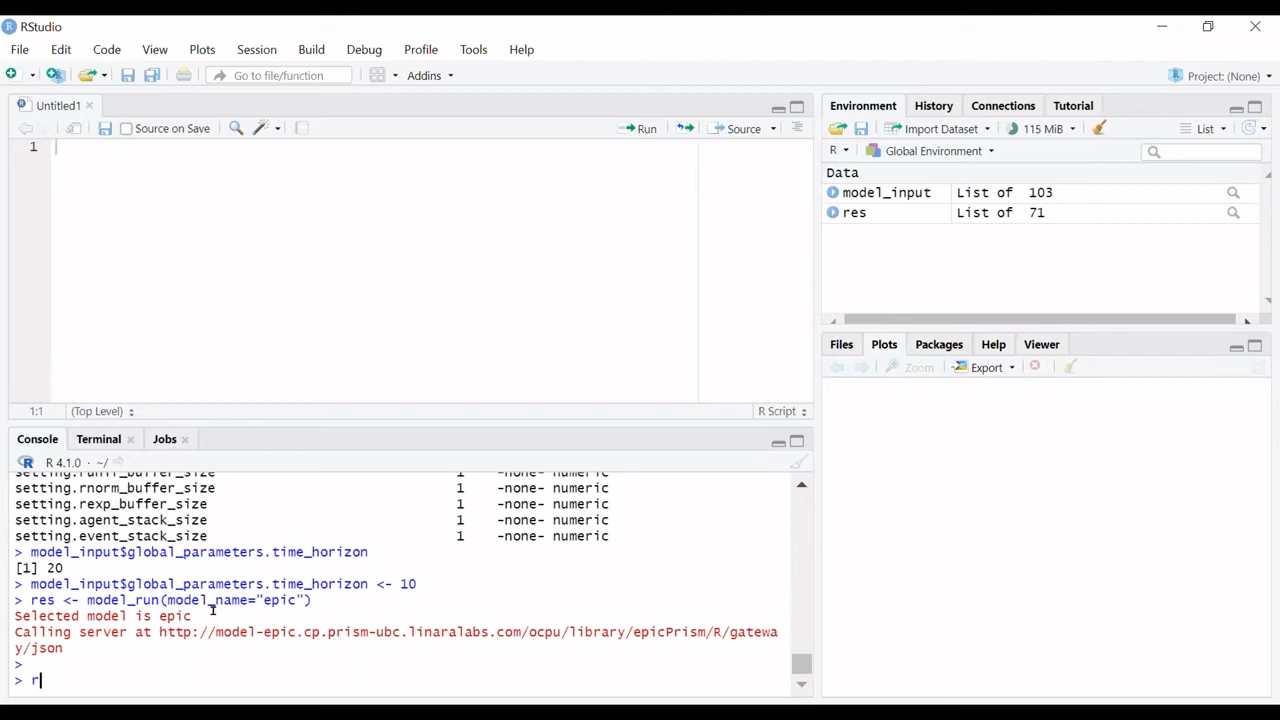 RStudio
File Edit Code View Plots Session Build Debug Profile Tools Help
Go to file/function Addins Project: (None)
Untitled1
Source on Save Run Source
1
1:1 (Top Level) R Script
Console Terminal Jobs
R 4.1.0 · ~/
setting.rnorm_buffer_size 1 -none- numeric
setting.rexp_buffer_size 1 -none- numeric
setting.agent_stack_size 1 -none- numeric
setting.event_stack_size 1 -none- numeric
> model_input$global_parameters.time_horizon
[1] 20
> model_input$global_parameters.time_horizon <- 10
> res <- model_run(model_name="epic")
Selected model is epic
Calling server at http://model-epic.cp.prism-ubc.linaralabs.com/ocpu/library/epicPrism/R/gatewa
y/json
>
> r
Environment History Connections Tutorial
Import Dataset 115 MiB List
R Global Environment
Data
model_input List of 103
res List of 71
Files Plots Packages Help Viewer
Zoom Export